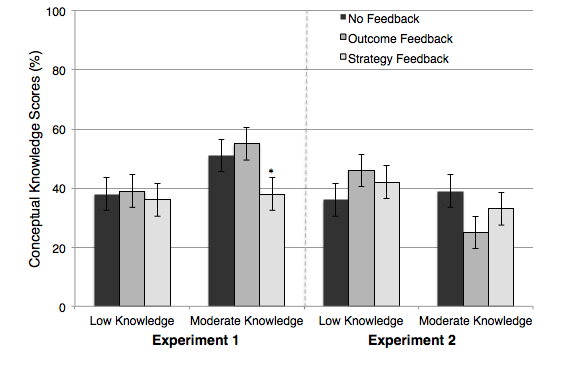 100
80
60
40
20
0
Conceptual Knowledge Scores (%)
No Feedback
Outcome Feedback
Strategy Feedback
*
Low Knowledge Moderate Knowledge Low Knowledge Moderate Knowledge
Experiment 1 Experiment 2